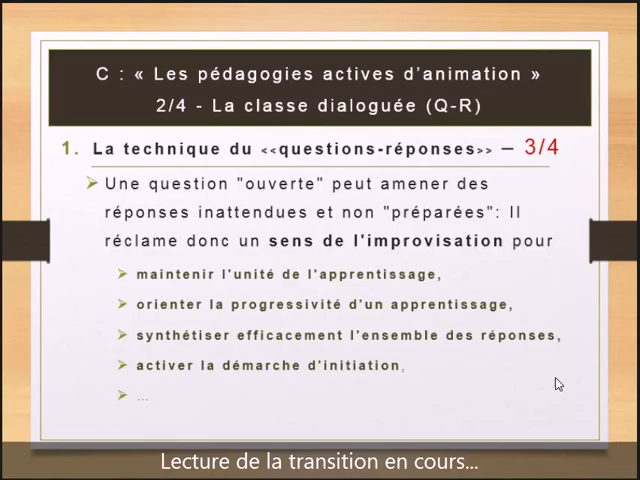 C : « Les pédagogies actives d’animation »
2/4 - La classe dialoguée (Q-R)
1. La technique du <<questions-réponses>> – 3/4
Une question "ouverte" peut amener des
réponses inattendues et non "préparées": Il
réclame donc un sens de l'improvisation pour
maintenir l'unité de l'apprentissage,
orienter la progressivité d'un apprentissage,
synthétiser efficacement l'ensemble des réponses,
activer la démarche d'initiation,
...
Lecture de la transition en cours...